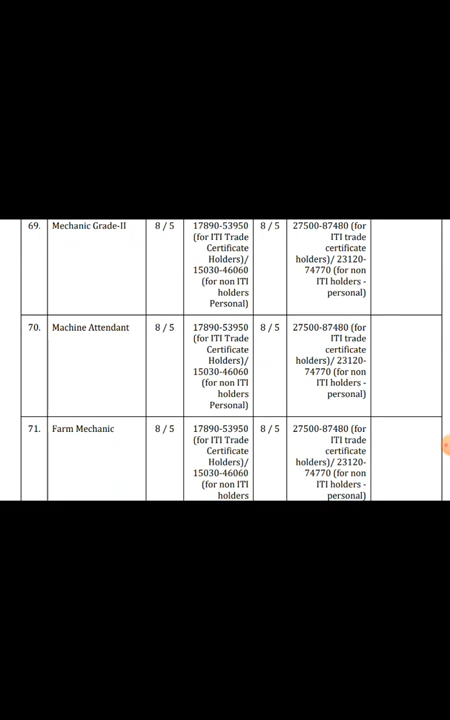 69. Mechanic Grade-II 8 / 5 17890-53950 8 / 5 27500-87480 (for
(for ITI Trade ITI trade
Certificate certificate
Holders)/ holders)/ 23120-
15030-46060 74770 (for non
(for non ITI ITI holders -
holders personal)
Personal)
70. Machine Attendant 8 / 5 17890-53950 8 / 5 27500-87480 (for
(for ITI Trade ITI trade
Certificate certificate
Holders)/ holders)/ 23120-
15030-46060 74770 (for non
(for non ITI ITI holders -
holders personal)
Personal)
71. Farm Mechanic 8 / 5 17890-53950 8 / 5 27500-87480 (for
(for ITI Trade ITI trade
Certificate certificate
Holders)/ holders)/ 23120-
15030-46060 74770 (for non
(for non ITI ITI holders -
holders personal)